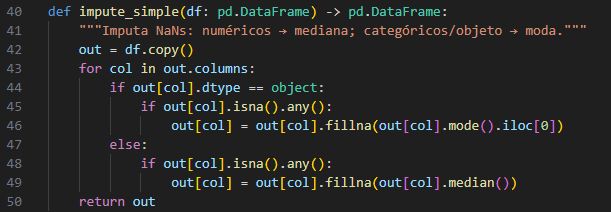 40 def impute_simple(df: pd.DataFrame) -> pd.DataFrame:
41     """Imputa NaNs: numéricos → mediana; categóricos/objeto → moda."""
42     out = df.copy()
43     for col in out.columns:
44         if out[col].dtype == object:
45             if out[col].isna().any():
46                 out[col] = out[col].fillna(out[col].mode().iloc[0])
47         else:
48             if out[col].isna().any():
49                 out[col] = out[col].fillna(out[col].median())
50     return out